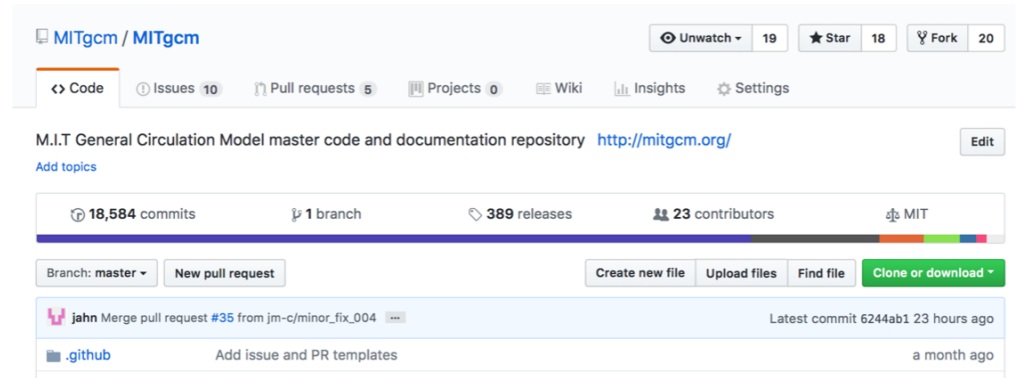 MITgcm / MITgcm
Unwatch 19 Star 18 Fork 20
<> Code Issues 10 Pull requests 5 Projects 0 Wiki Insights Settings
M.I.T General Circulation Model master code and documentation repository http://mitgcm.org/
Edit
Add topics
18,584 commits 1 branch 389 releases 23 contributors MIT
Branch: master New pull request Create new file Upload files Find file Clone or download
jahn Merge pull request #35 from jm-c/minor_fix_004 ... Latest commit 6244ab1 23 hours ago
.github Add issue and PR templates a month ago